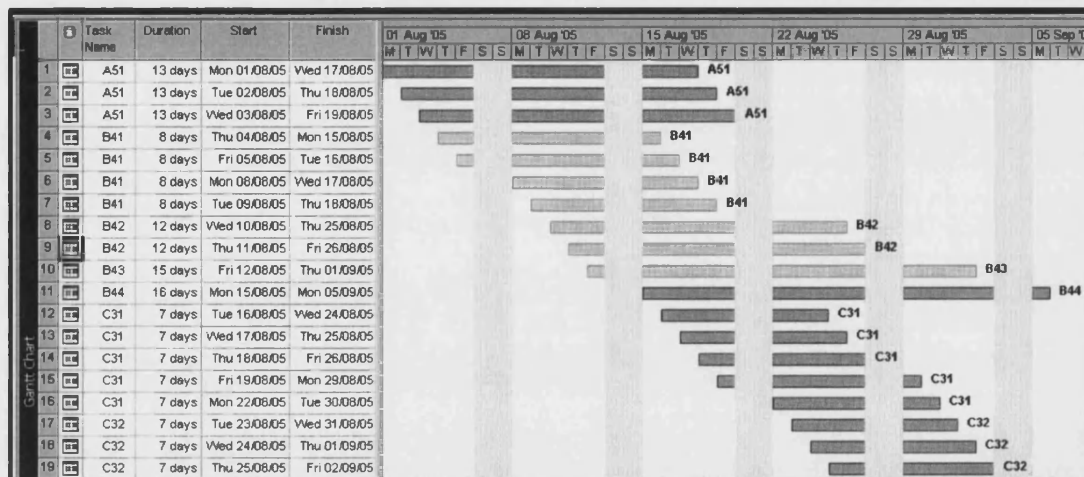 Task Name Duration Start Finish 01 Aug '05 08 Aug '05 15 Aug '05 22 Aug '05 29 Aug '05 05 Sep '0
M T W T F S S M T W T F S S M T W T F S S M T W T F S S M T W T F S S M T W
1 A51 13 days Mon 01/08/05 Wed 17/08/05 A51
2 A51 13 days Tue 02/08/05 Thu 18/08/05 A51
3 A51 13 days Wed 03/08/05 Fri 19/08/05 A51
4 B41 8 days Thu 04/08/05 Mon 15/08/05 B41
5 B41 8 days Fri 05/08/05 Tue 16/08/05 B41
6 B41 8 days Mon 08/08/05 Wed 17/08/05 B41
7 B41 8 days Tue 09/08/05 Thu 18/08/05 B41
8 B42 12 days Wed 10/08/05 Thu 25/08/05 B42
9 B42 12 days Thu 11/08/05 Fri 26/08/05 B42
10 B43 15 days Fri 12/08/05 Thu 01/09/05 B43
11 B44 16 days Mon 15/08/05 Mon 05/09/05 B44
12 C31 7 days Tue 16/08/05 Wed 24/08/05 C31
13 C31 7 days Wed 17/08/05 Thu 25/08/05 C31
14 C31 7 days Thu 18/08/05 Fri 26/08/05 C31
15 C31 7 days Fri 19/08/05 Mon 29/08/05 C31
16 C31 7 days Mon 22/08/05 Tue 30/08/05 C31
17 C32 7 days Tue 23/08/05 Wed 31/08/05 C32
18 C32 7 days Wed 24/08/05 Thu 01/09/05 C32
19 C32 7 days Thu 25/08/05 Fri 02/09/05 C32
Gantt Chart